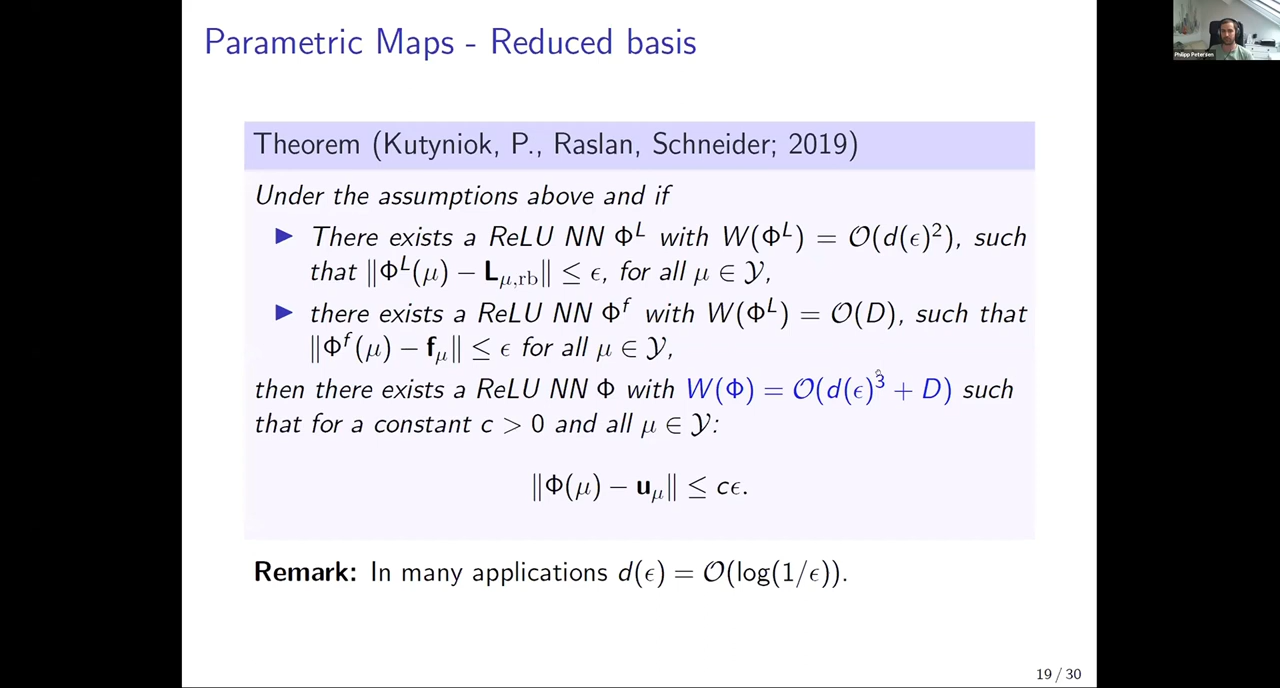 Parametric Maps - Reduced basis
Philipp Petersen
Theorem (Kutyniok, P., Raslan, Schneider; 2019)
Under the assumptions above and if
▶ There exists a ReLU NN Φ^L with W(Φ^L) = O(d(ϵ)²), such
that ‖Φ^L(μ) − L_{μ,rb}‖ ≤ ϵ, for all μ ∈ Y,
▶ there exists a ReLU NN Φ^f with W(Φ^L) = O(D), such that
‖Φ^f(μ) − f_μ‖ ≤ ϵ for all μ ∈ Y,
then there exists a ReLU NN Φ with W(Φ) = O(d(ϵ)³ + D) such
that for a constant c > 0 and all μ ∈ Y:
‖Φ(μ) − u_μ‖ ≤ cϵ.
Remark: In many applications d(ϵ) = O(log(1/ϵ)).
19 / 30